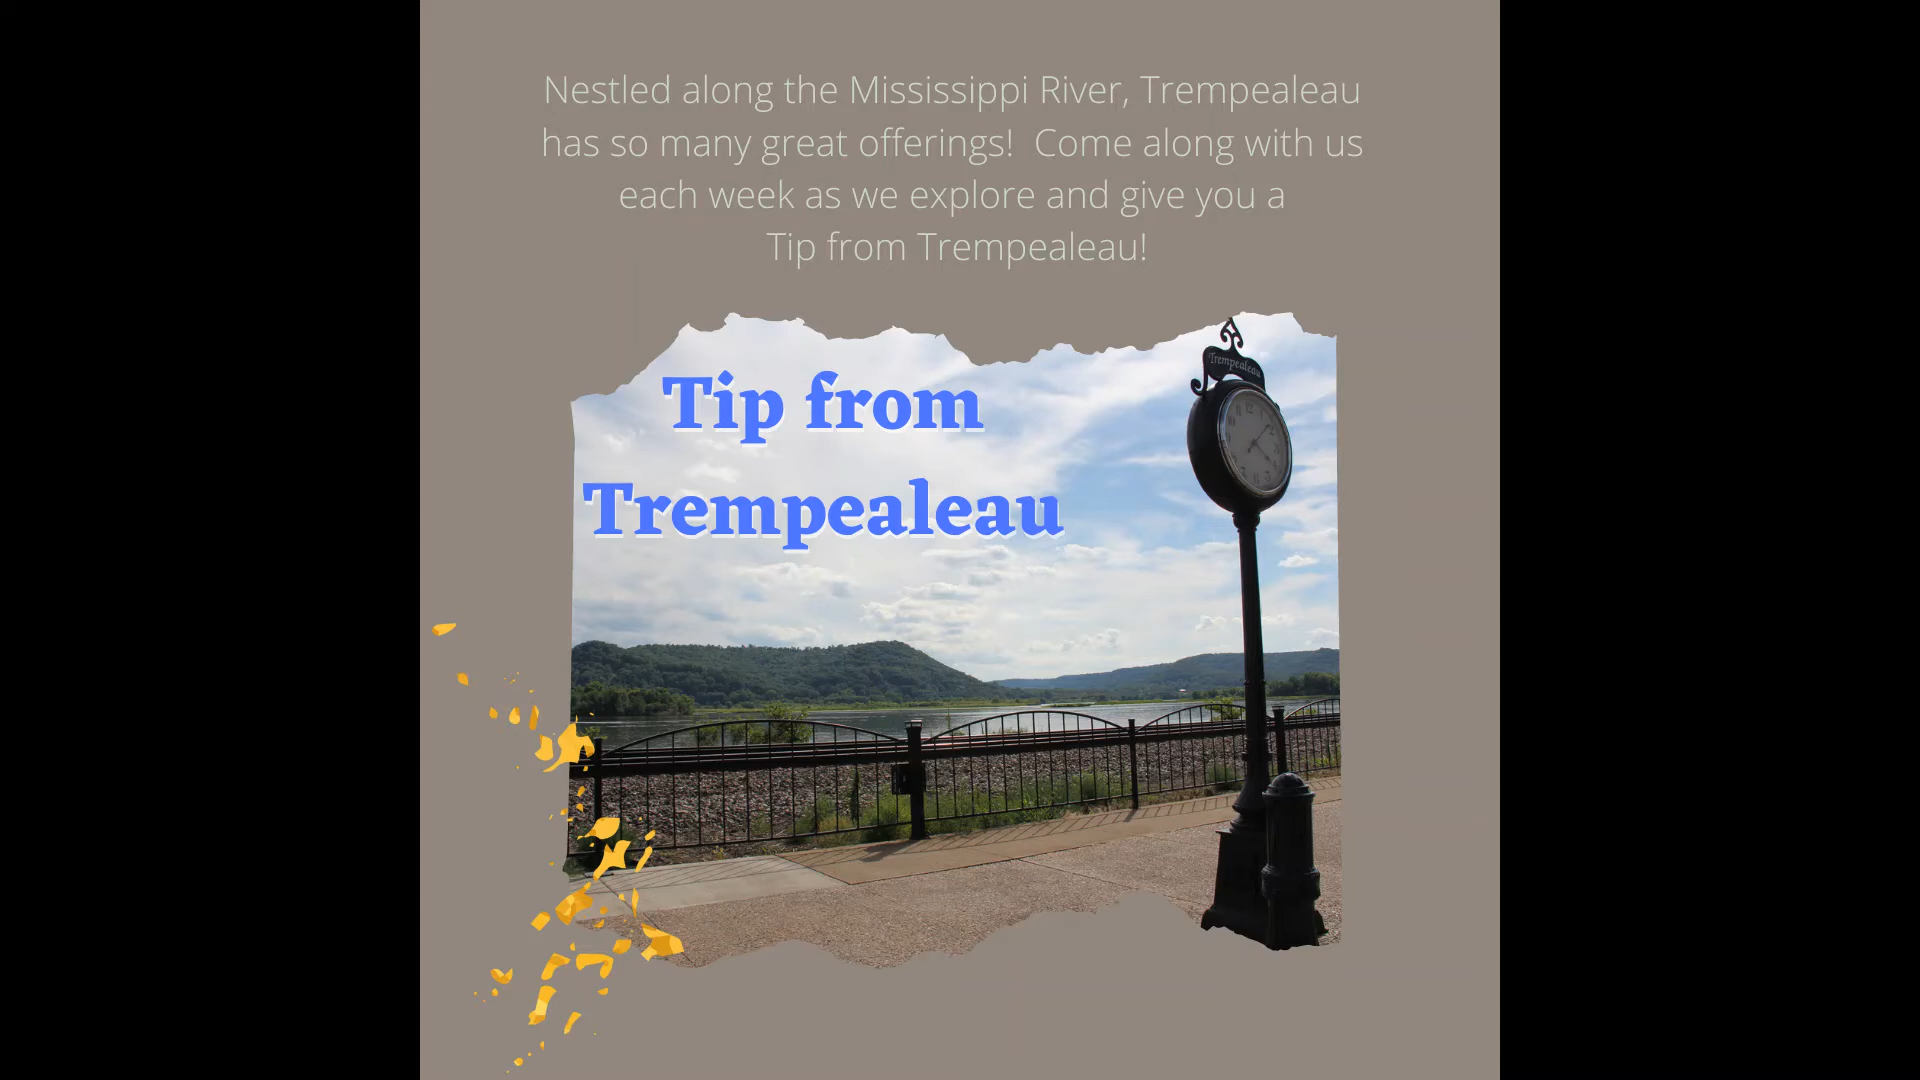 Nestled along the Mississippi River, Trempealeau
has so many great offerings!  Come along with us
each week as we explore and give you a
Tip from Trempealeau!
Trempealeau
Tip from
Trempealeau